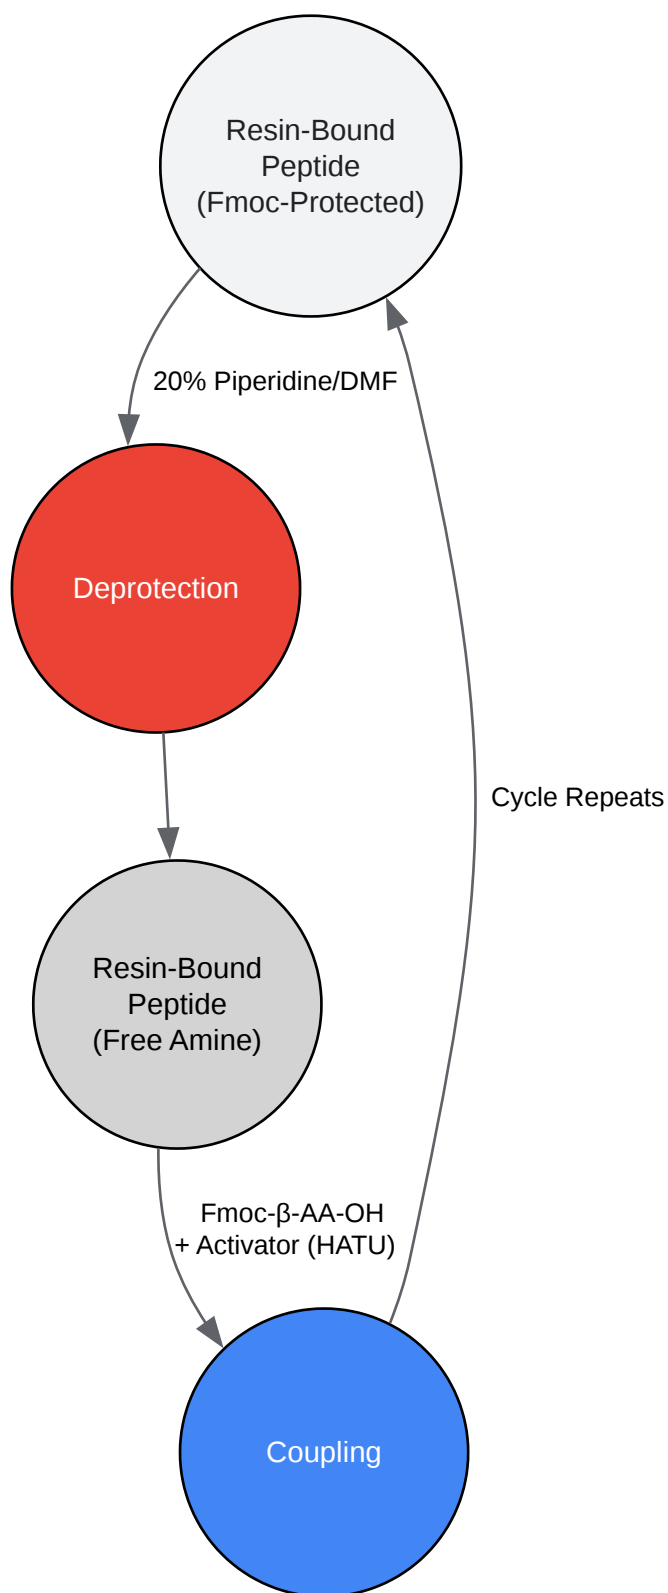 Resin-Bound
Peptide
(Fmoc-Protected)
20% Piperidine/DMF
Deprotection
Cycle Repeats
Resin-Bound
Peptide
(Free Amine)
Fmoc-β-AA-OH
+ Activator (HATU)
Coupling